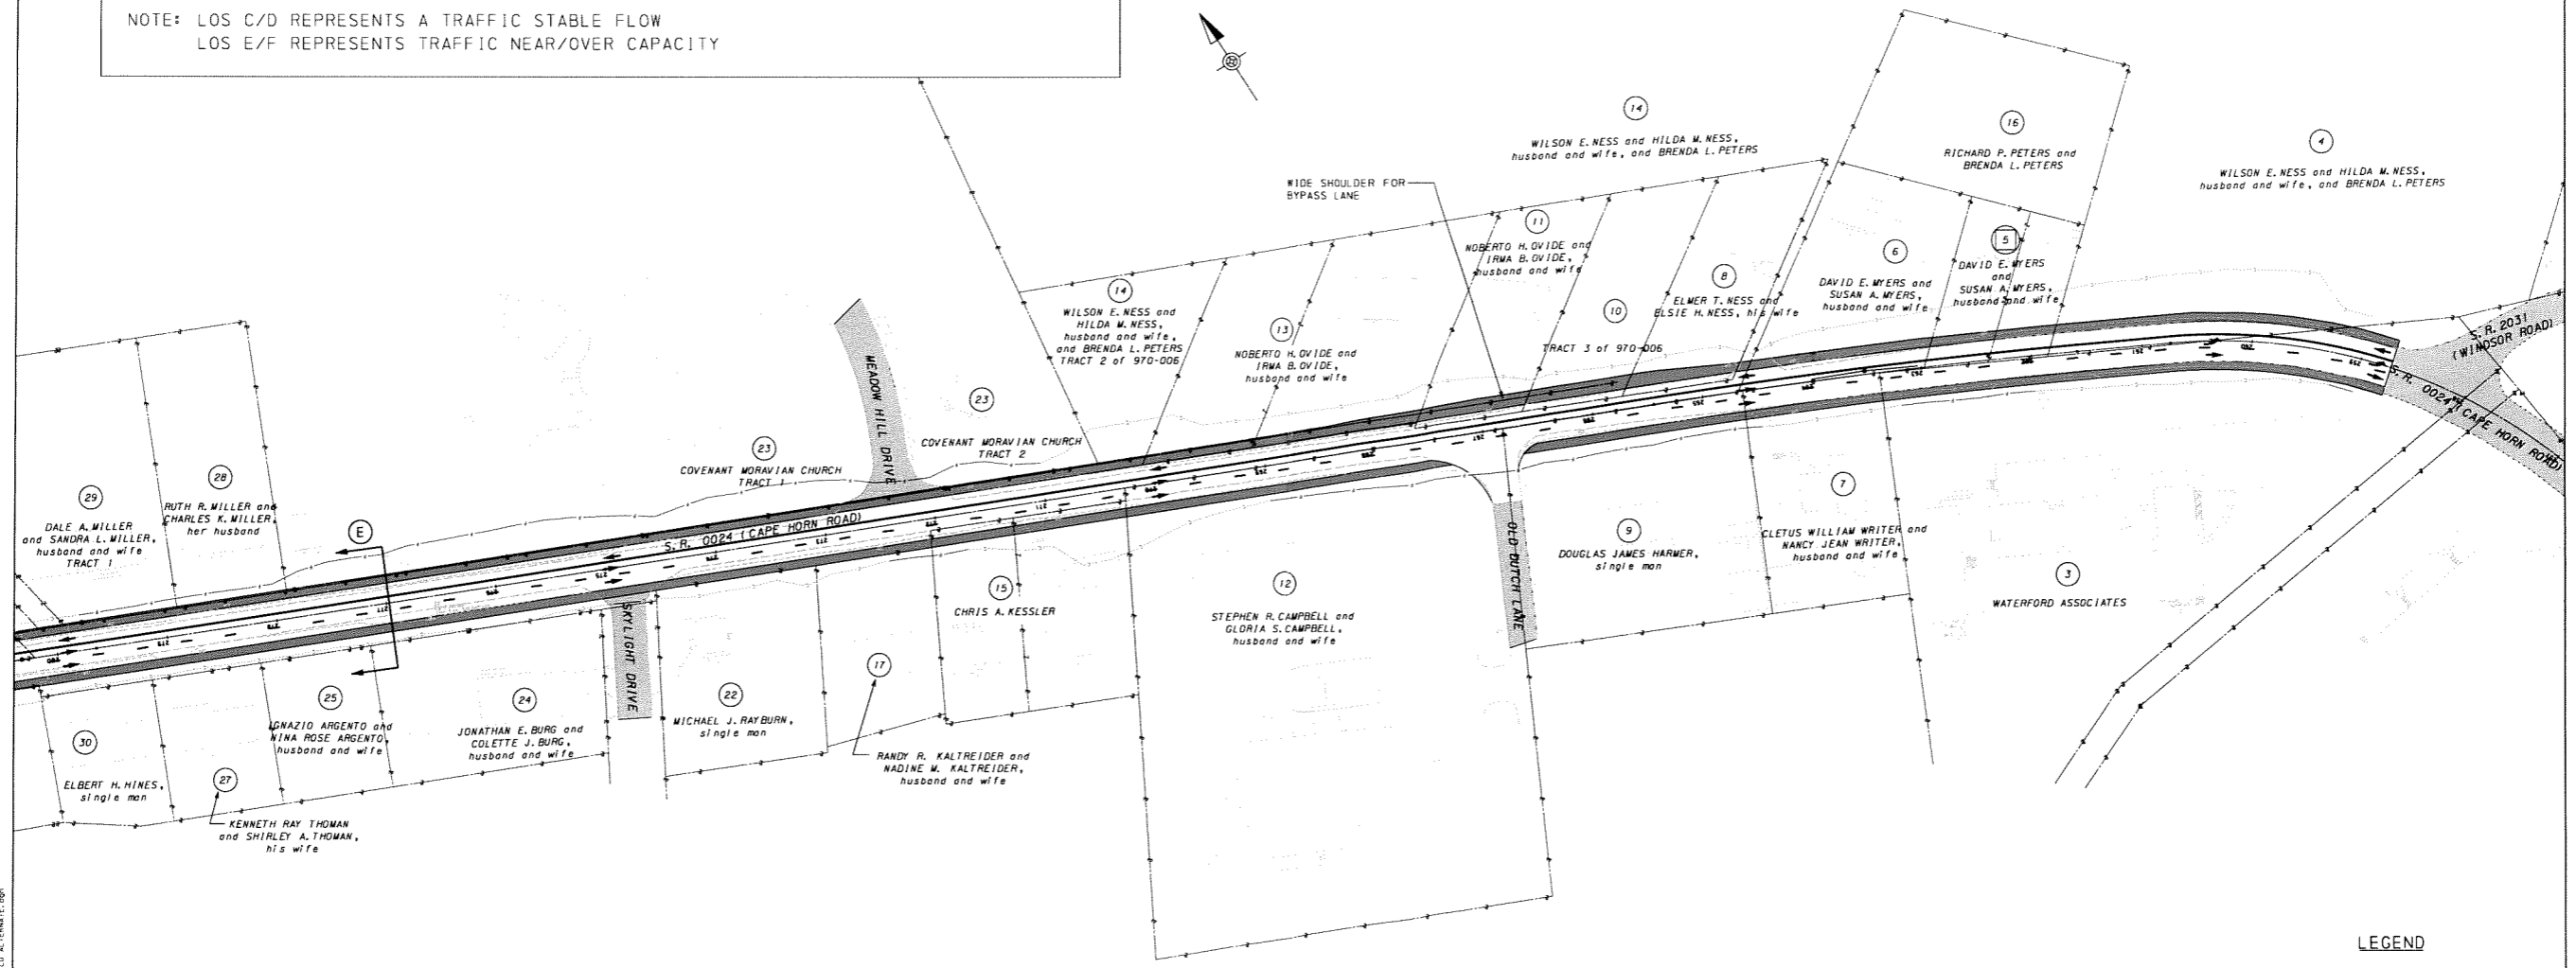 NOTE: LOS C/D REPRESENTS A TRAFFIC STABLE FLOW
LOS E/F REPRESENTS TRAFFIC NEAR/OVER CAPACITY
14
WILSON E. NESS and HILDA M. NESS,
husband and wife, and BRENDA L. PETERS
16
RICHARD P. PETERS and
BRENDA L. PETERS
4
WILSON E. NESS and HILDA M. NESS,
husband and wife, and BRENDA L. PETERS
WIDE SHOULDER FOR
BYPASS LANE
11
NOBERTO H. OVIDE and
IRMA B. OVIDE,
husband and wife
6
DAVID E. MYERS and
SUSAN A. MYERS,
husband and wife
5
DAVID E. MYERS
and
SUSAN A. MYERS,
husband and wife
8
ELMER T. NESS and
ELSIE H. NESS, his wife
10
TRACT 3 of 970-006
14
WILSON E. NESS and
HILDA M. NESS,
husband and wife,
and BRENDA L. PETERS
TRACT 2 of 970-006
13
NOBERTO H. OVIDE and
IRMA B. OVIDE,
husband and wife
S.R. 2031
(WINDSOR ROAD)
S.R. 0024 (CAPE HORN ROAD)
MEADOW HILL DRIVE
23
COVENANT MORAVIAN CHURCH
TRACT 2
23
COVENANT MORAVIAN CHURCH
TRACT 1
28
RUTH R. MILLER and
CHARLES K. MILLER,
her husband
29
DALE A. MILLER
and SANDRA L. MILLER,
husband and wife
TRACT 1
E
S.R. 0024 (CAPE HORN ROAD)
OLD DUTCH LANE
9
DOUGLAS JAMES HARMER,
single man
7
CLETUS WILLIAM WRITER and
NANCY JEAN WRITER,
husband and wife
3
WATERFORD ASSOCIATES
12
STEPHEN R. CAMPBELL and
GLORIA S. CAMPBELL,
husband and wife
15
CHRIS A. KESSLER
17
RANDY R. KALTREIDER and
NADINE M. KALTREIDER,
husband and wife
SKYLIGHT DRIVE
22
MICHAEL J. RAYBURN,
single man
24
JONATHAN E. BURG and
COLETTE J. BURG,
husband and wife
25
IGNAZIO ARGENTO and
NINA ROSE ARGENTO,
husband and wife
30
ELBERT H. HINES,
single man
27
KENNETH RAY THOMAN
and SHIRLEY A. THOMAN,
his wife
LEGEND